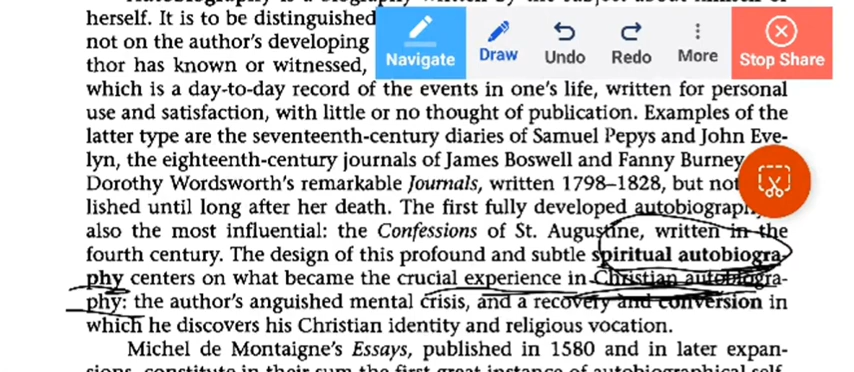 herself. It is to be distinguished
not on the author's developing
thor has known or witnessed,
Navigate
Draw
Undo
Redo
More
Stop Share
which is a day-to-day record of the events in one's life, written for personal
use and satisfaction, with little or no thought of publication. Examples of the
latter type are the seventeenth-century diaries of Samuel Pepys and John Eve-
lyn, the eighteenth-century journals of James Boswell and Fanny Burney
Dorothy Wordsworth's remarkable Journals, written 1798–1828, but not
lished until long after her death. The first fully developed autobiography
also the most influential: the Confessions of St. Augustine, written in the
fourth century. The design of this profound and subtle spiritual autobiogra-
phy centers on what became the crucial experience in Christian autobiogra-
phy: the author's anguished mental crisis, and a recovery and conversion in
which he discovers his Christian identity and religious vocation.
Michel de Montaigne's Essays, published in 1580 and in later expan-